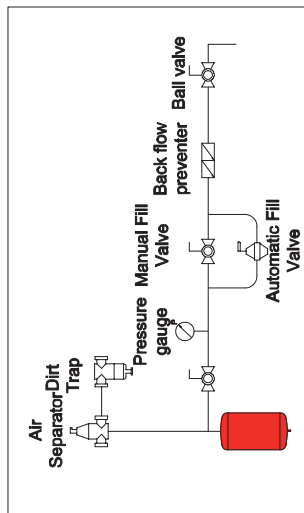 Air
Separator
Dirt
Trap
Pressure
gauge
Manual Fill
Valve
Back flow
preventer
Ball valve
Automatic Fill
Valve